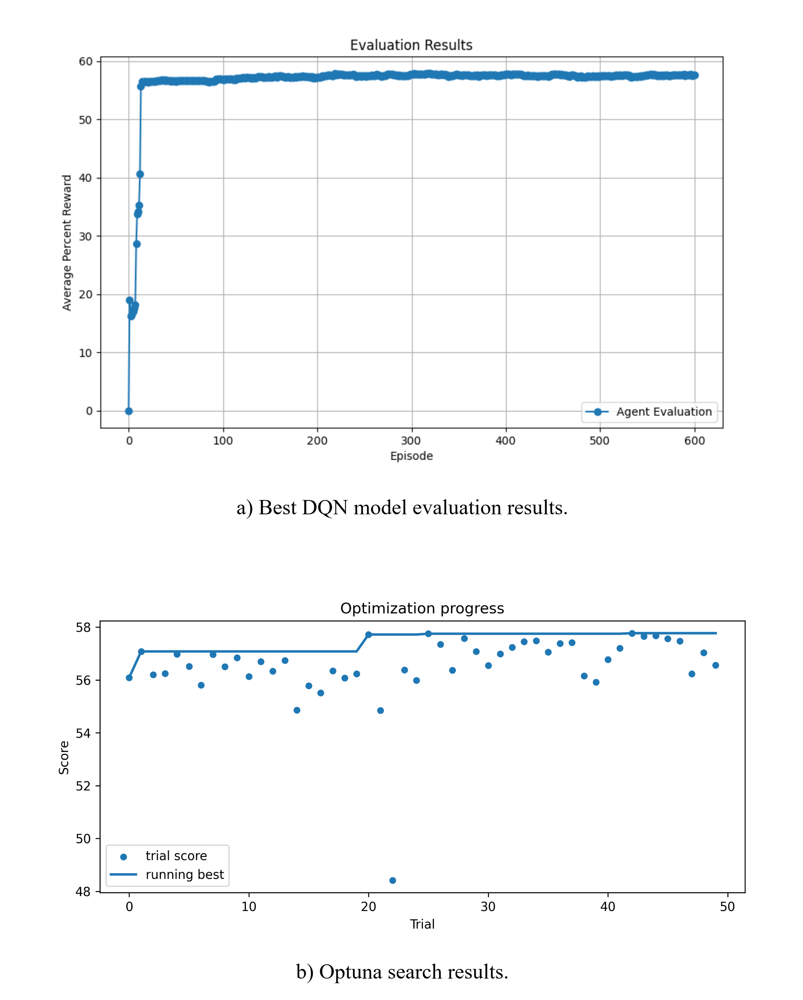 Evaluation Results
60
50
40
30
20
10
0
Average Percent Reward
Agent Evaluation
0 100 200 300 400 500 600
Episode
a) Best DQN model evaluation results.
Optimization progress
58
56
54
52
50
48
Score
trial score
running best
0 10 20 30 40 50
Trial
b) Optuna search results.